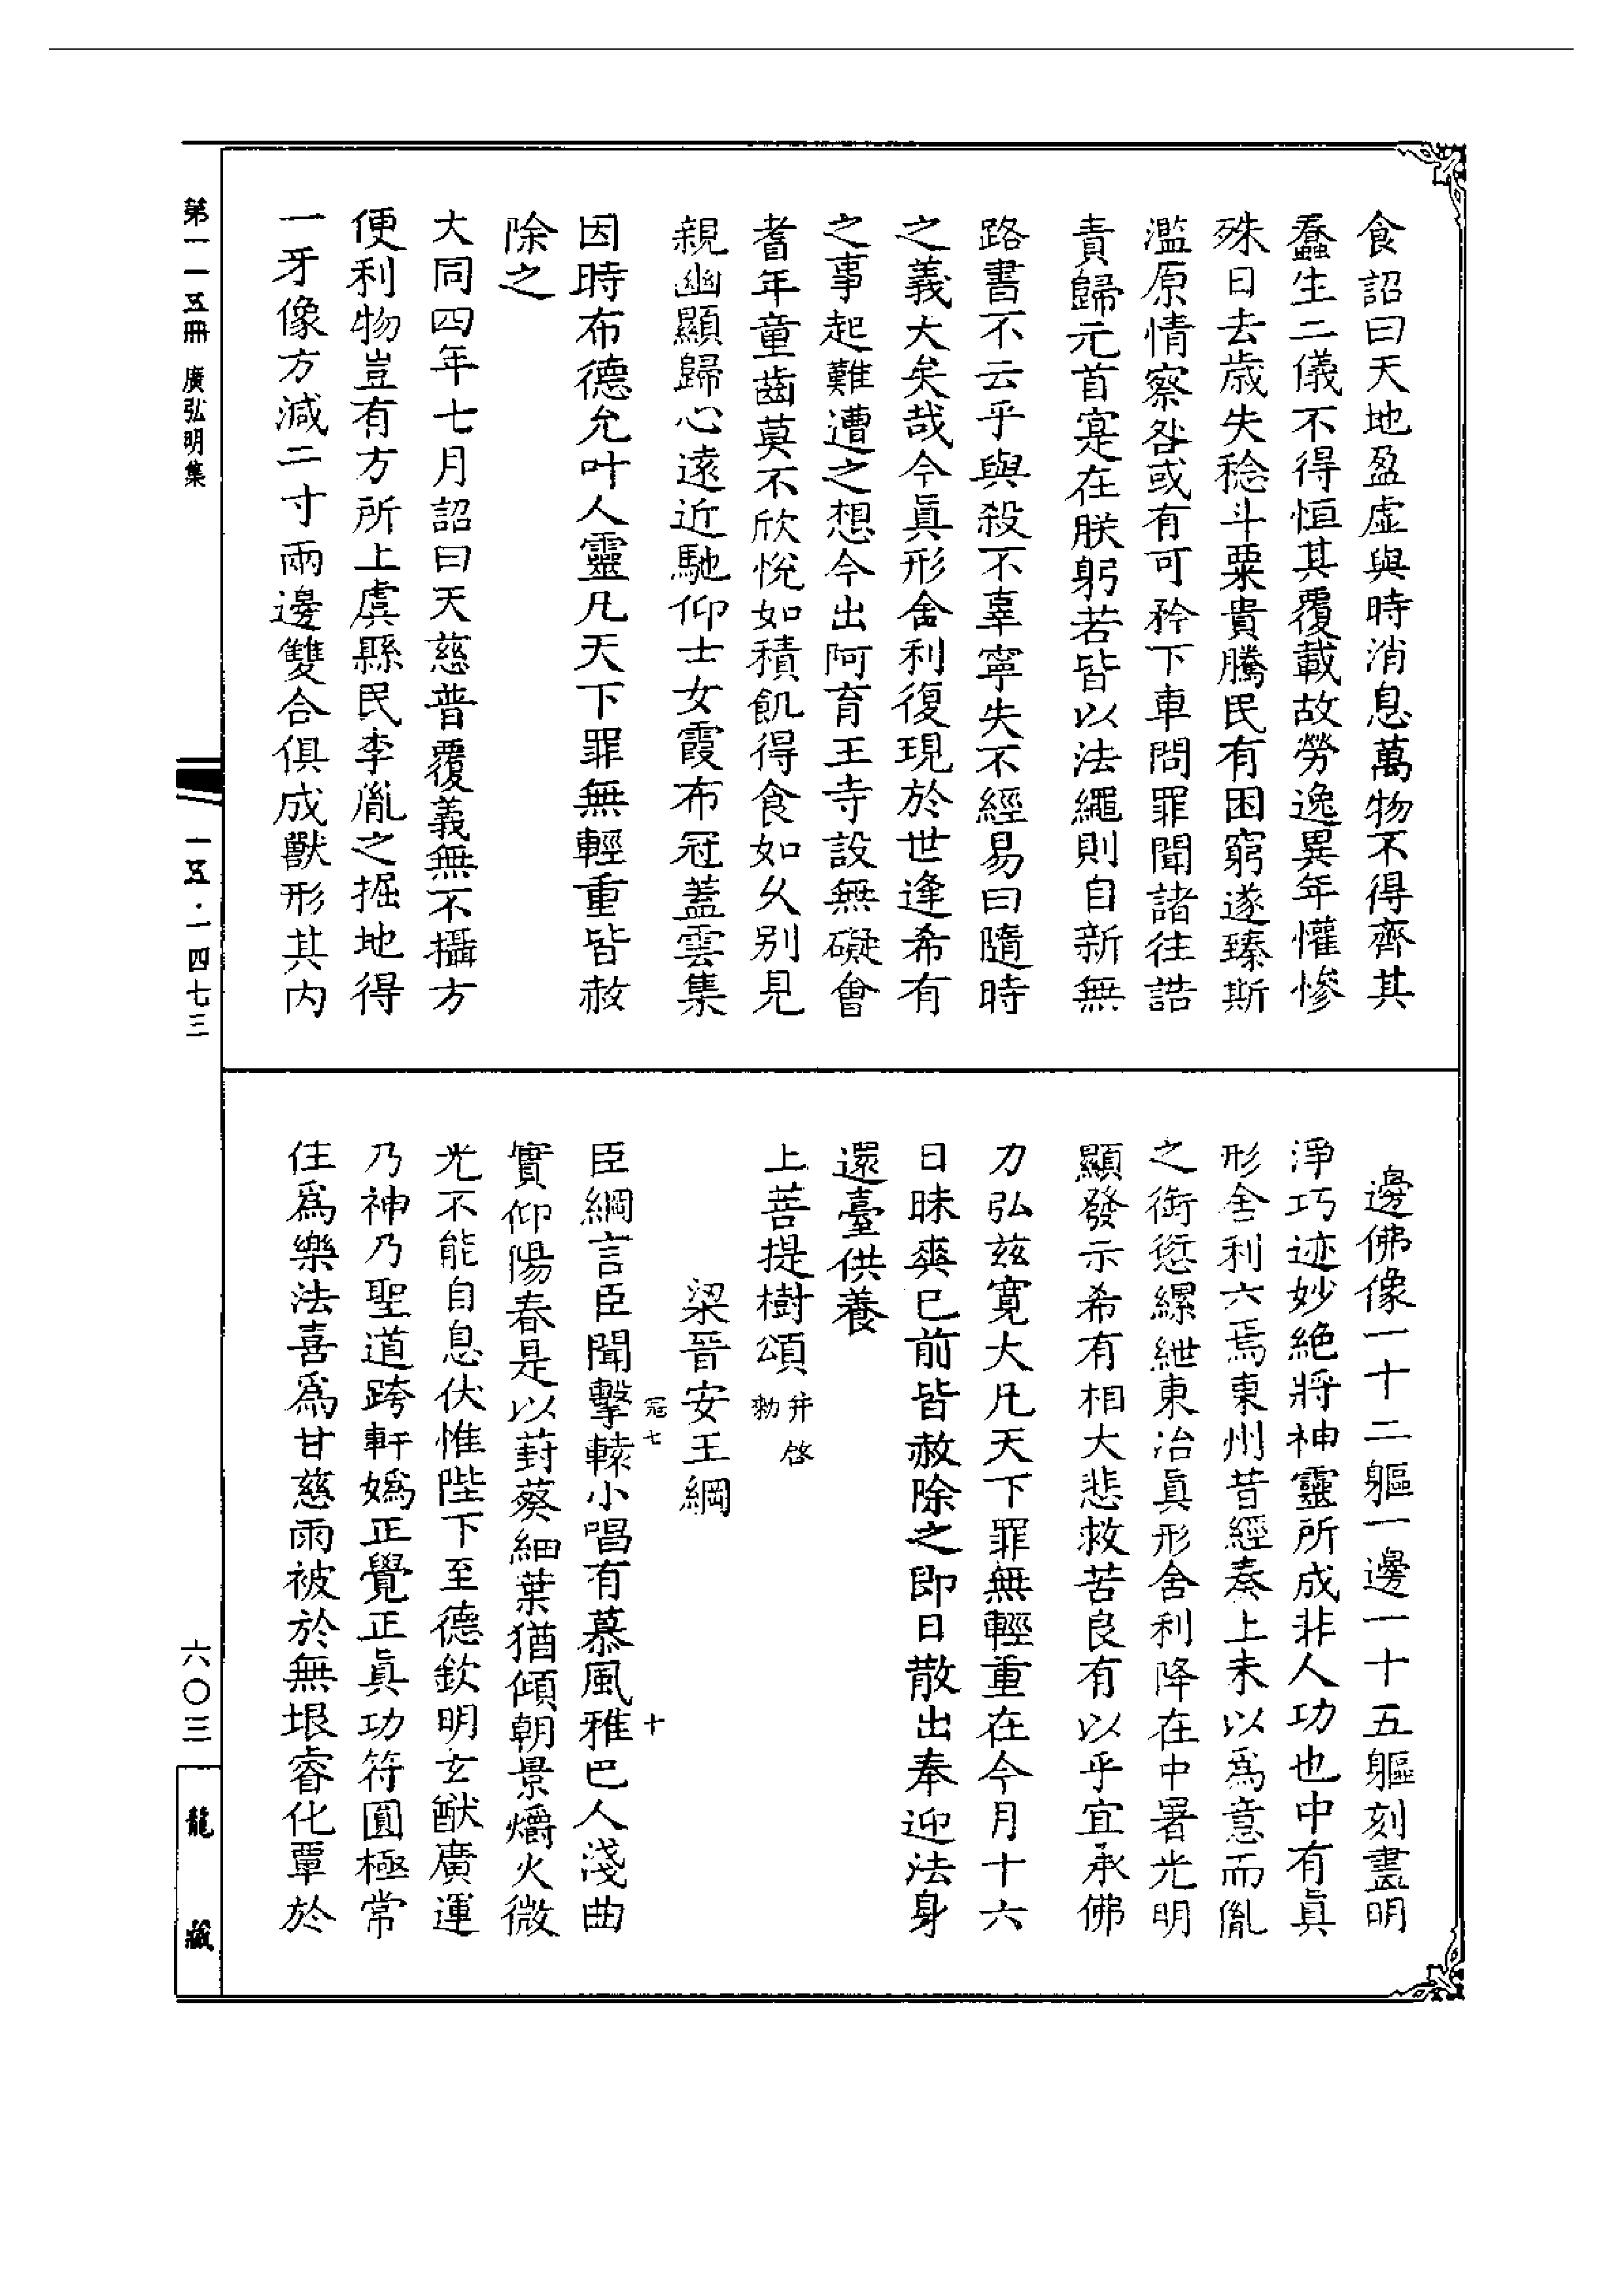 食詔曰天地盈虛與時消息萬物不得齊其
蠢生二儀不得恒其覆載故勞逸異年懽慘
殊日去歲失稔斗粟貴騰民有困窮遂臻斯
濫原情察咎或有可矜下車問罪聞諸往誥
責歸元首寔在朕躬若皆以法繩則自新無
路書不云乎與殺不辜寧失不經易曰隨時
之義大矣哉今眞形舍利復現於世逢希有
之事起難遭之想今出阿育王寺設無礙會
耆年童齒莫不欣悅如積飢得食如久別見
親幽顯歸心遠近馳仰士女霞布冠蓋雲集
因時布德允叶人靈凡天下罪無輕重皆赦
除之
大同四年七月詔曰天慈普覆義無不攝方
便利物豈有方所上虞縣民李胤之掘地得
一牙像方減二寸兩邊雙合俱成獸形其內
邊佛像一十二軀一邊一十五軀刻畫明
淨巧迹妙絶將神靈所成非人功也中有眞
形舍利六焉東州昔經奏上未以爲意而胤
之銜愆縲紲東冶眞形舍利降在中署光明
顯發示希有相大悲救苦良有以乎宜承佛
力弘兹寬大凡天下罪無輕重在今月十六
日昧爽已前皆赦除之即日散出奉迎法身
還臺供養
上菩提樹頌并啓
勑
梁晉安王綱
冠七
十
臣綱言臣聞擊轅小唱有慕風雅巴人淺曲
實仰陽春是以葑葵細葉猶傾朝景爝火微
光不能自息伏惟陛下至德欽明玄猷廣運
乃神乃聖道跨軒嬀正覺正眞功符圓極常
住爲樂法喜爲甘慈雨被於無垠睿化覃於
第一一五冊 廣弘明集
一五·一四七三
六〇三
龍藏